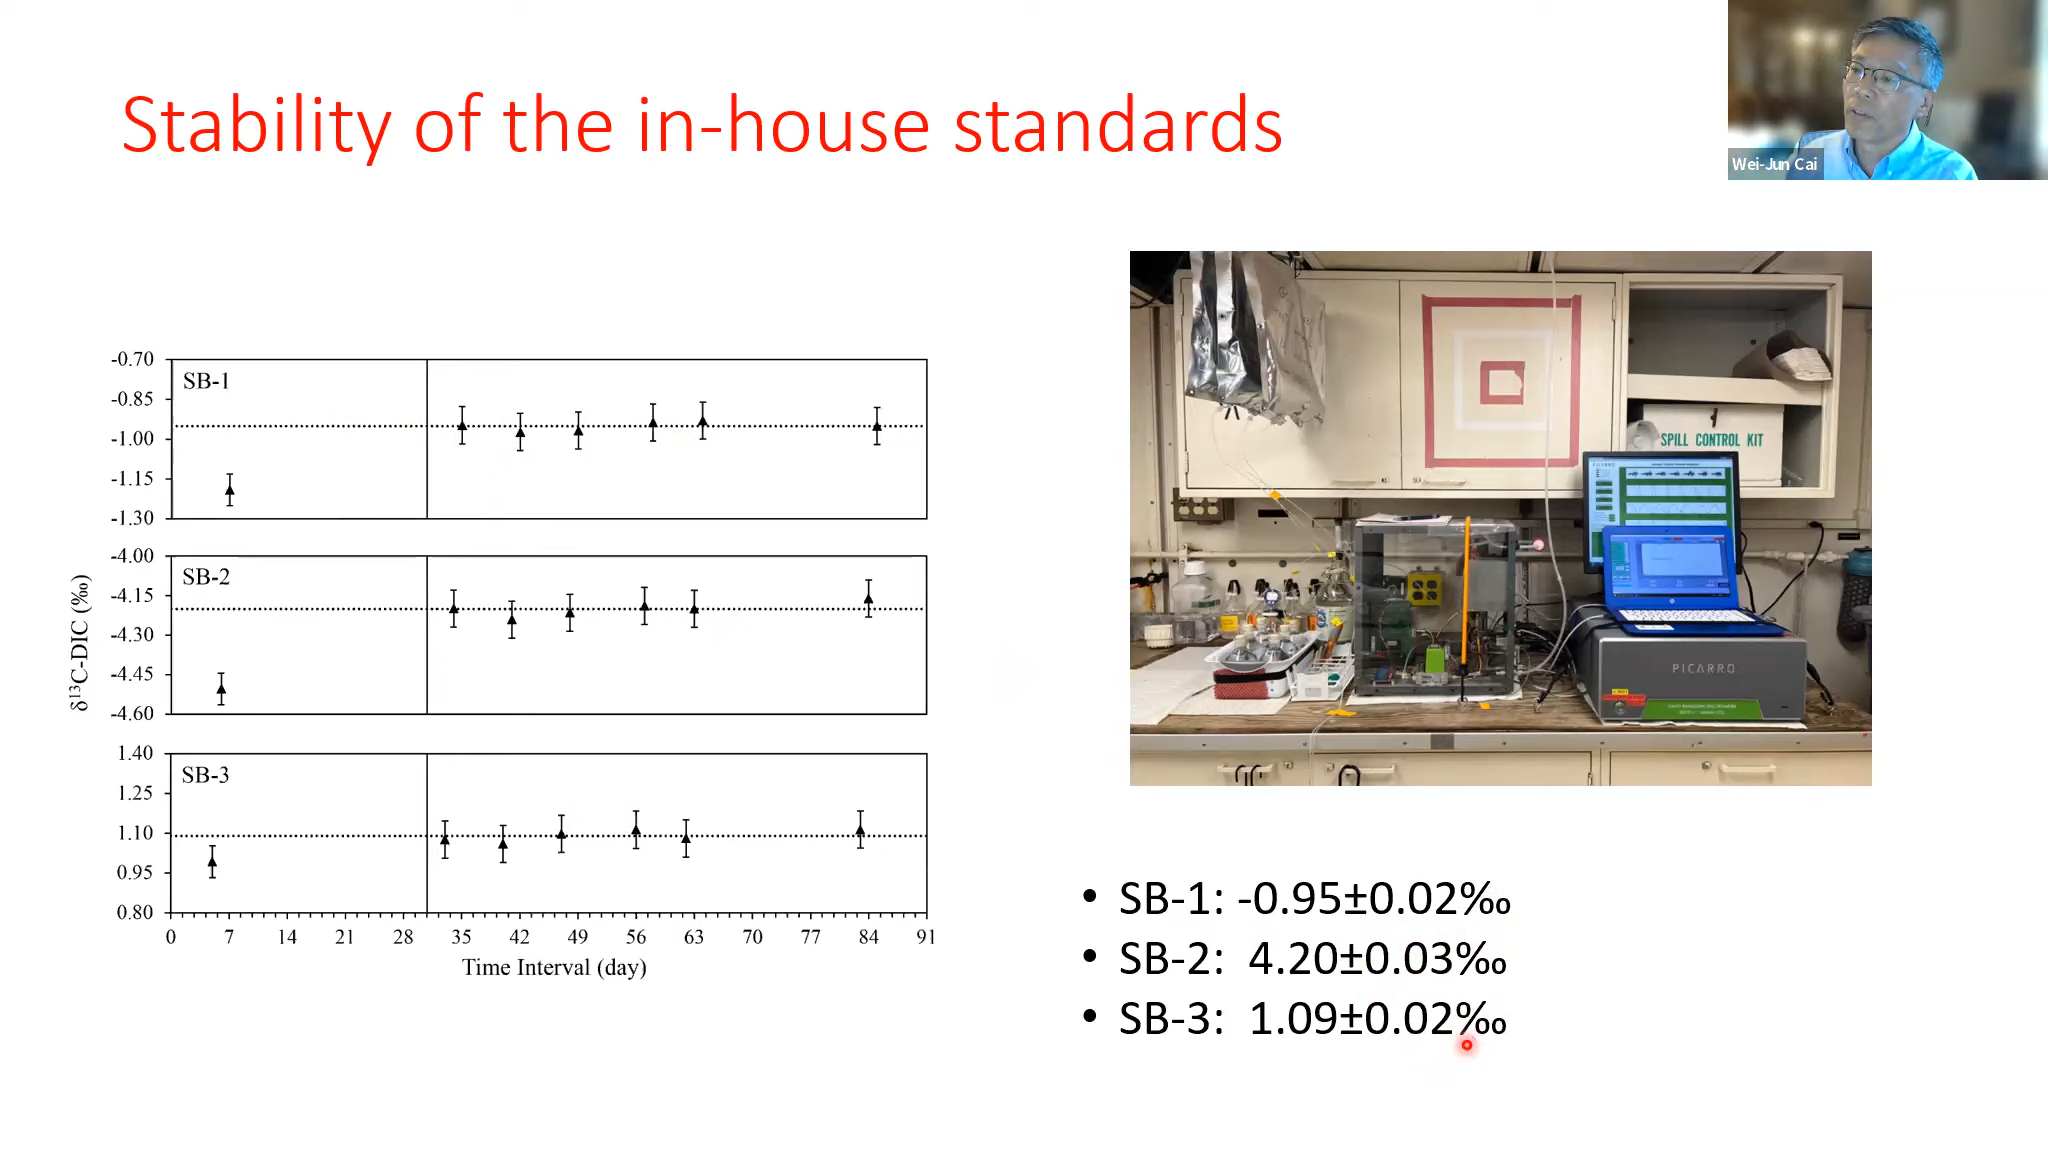 Stability of the in-house standards
Wei-Jun Cai
δ¹³C-DIC (‰)
-0.70
SB-1
-0.85
-1.00
-1.15
-1.30
-4.00
SB-2
-4.15
-4.30
-4.45
-4.60
1.40
SB-3
1.25
1.10
0.95
0.80
0 7 14 21 28 35 42 49 56 63 70 77 84 91
Time Interval (day)
SPILL CONTROL KIT
PICARRO
• SB-1: -0.95±0.02‰
• SB-2: 4.20±0.03‰
• SB-3: 1.09±0.02‰